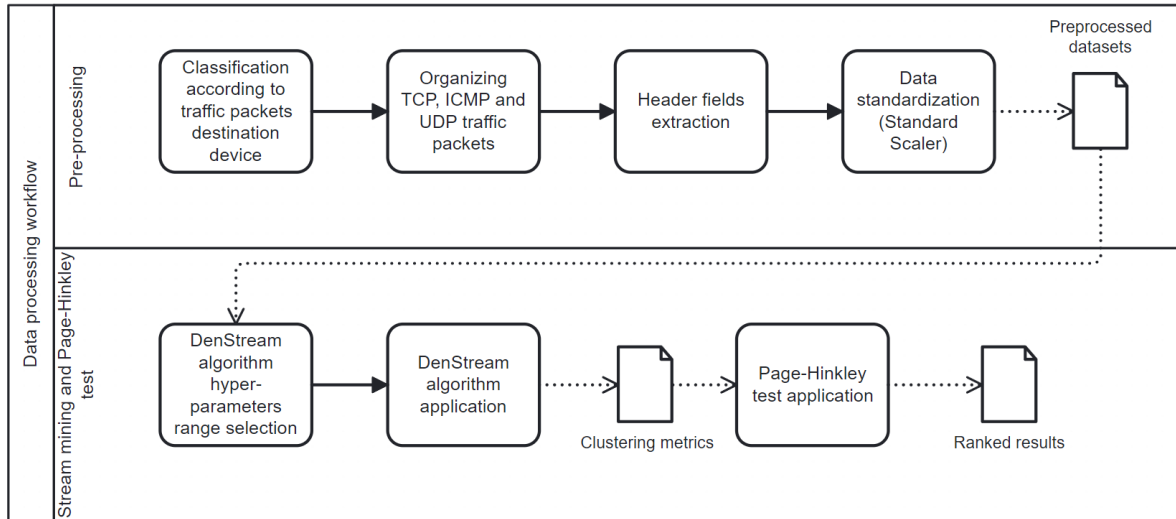 Data processing workflow
Pre-processing
Classification
according to
traffic packets
destination
device
Organizing
TCP, ICMP and
UDP traffic
packets
Header fields
extraction
Data
standardization
(Standard
Scaler)
Preprocessed
datasets
Stream mining and Page-Hinkley
test
DenStream
algorithm
hyper-
parameters
range selection
DenStream
algorithm
application
Clustering metrics
Page-Hinkley
test application
Ranked results